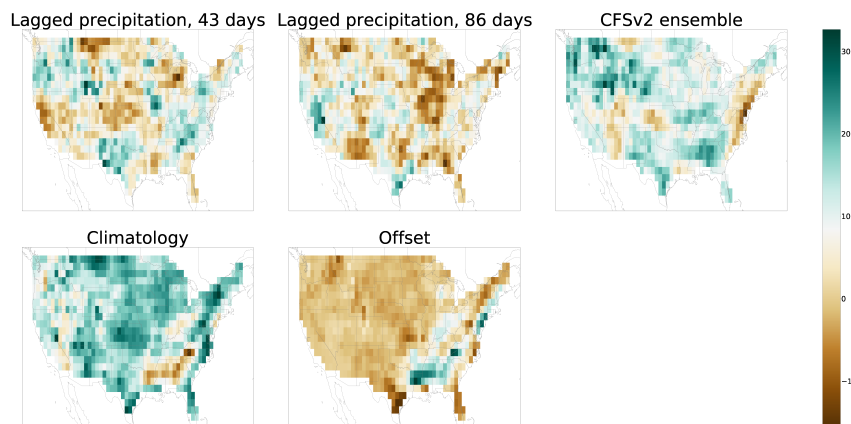 Lagged precipitation, 43 days
Lagged precipitation, 86 days
CFSv2 ensemble
30
20
10
0
−1
Climatology
Offset